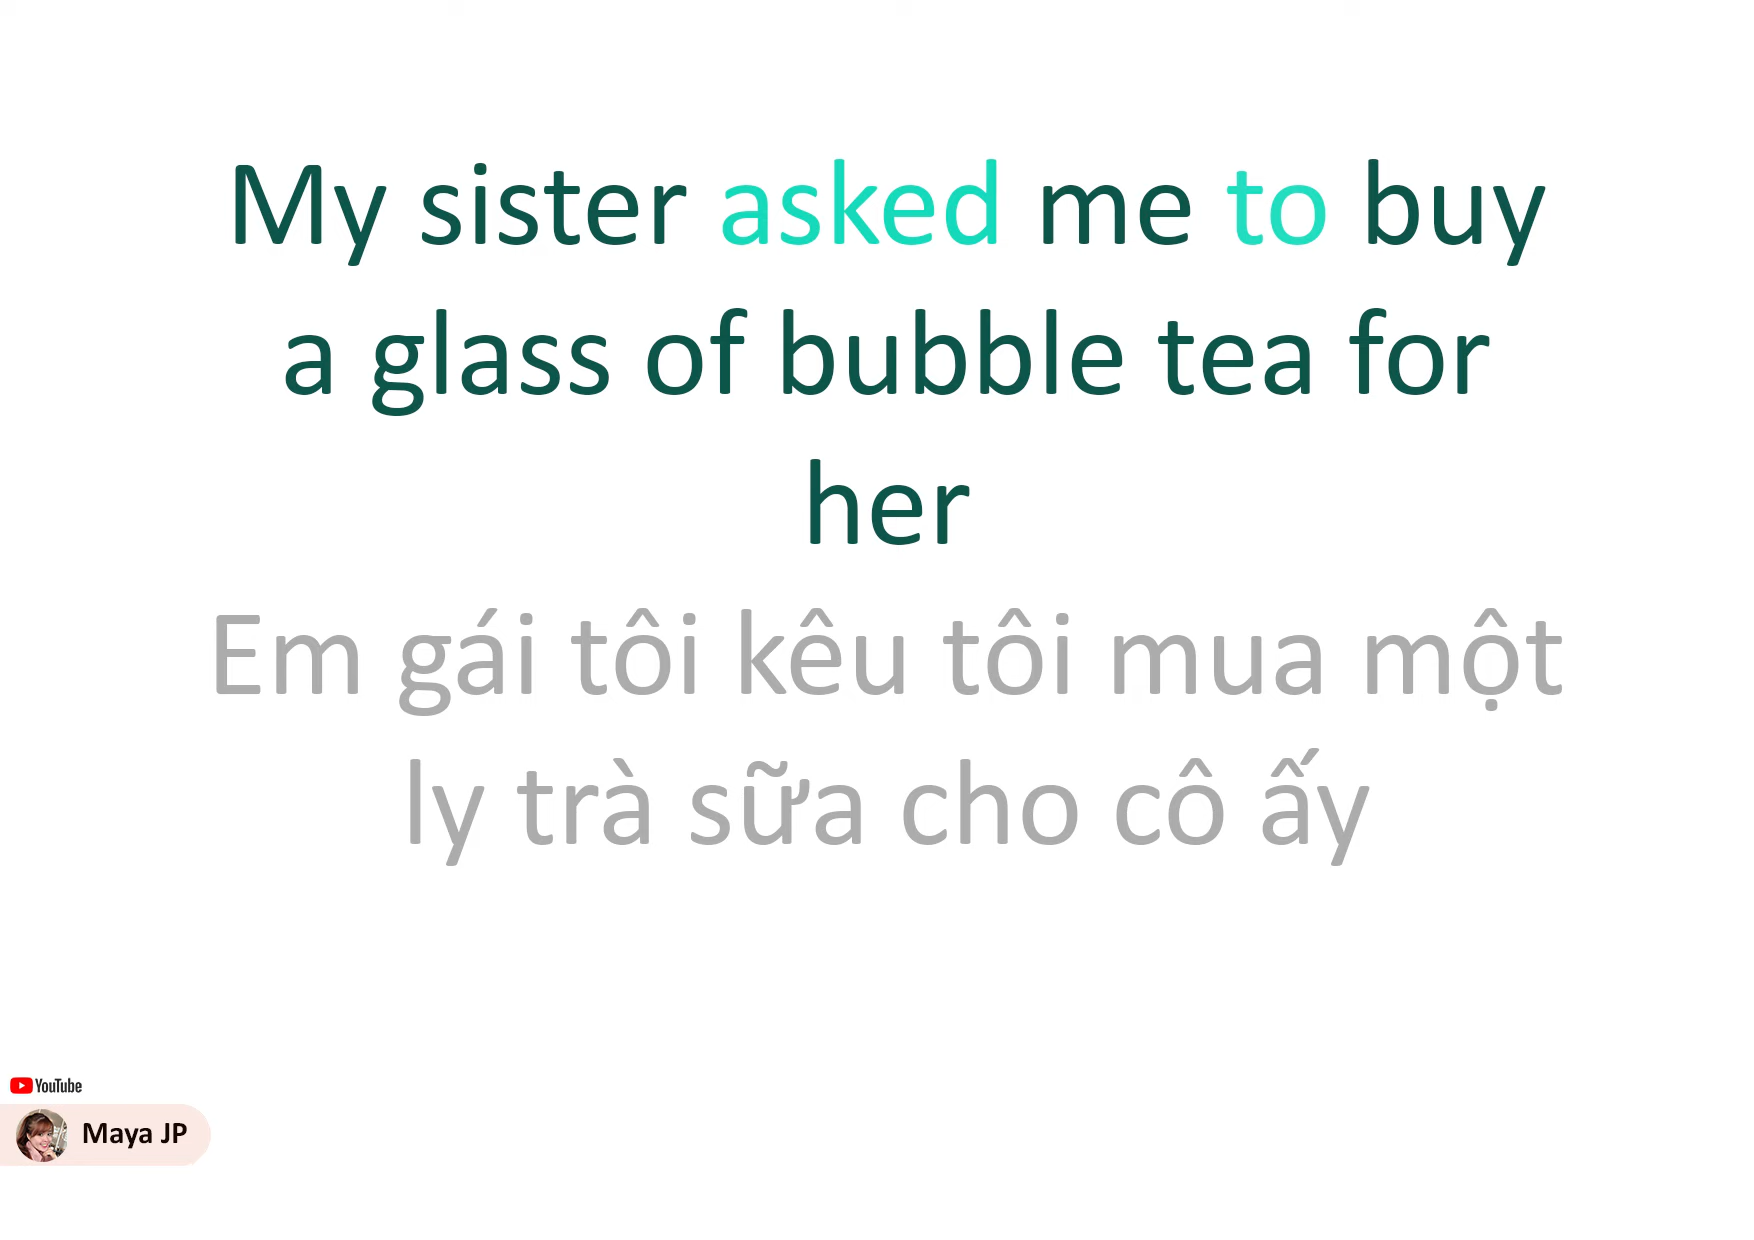 My sister asked me to buy
a glass of bubble tea for
her
Em gái tôi kêu tôi mua một
ly trà sữa cho cô ấy
YouTube
Maya JP